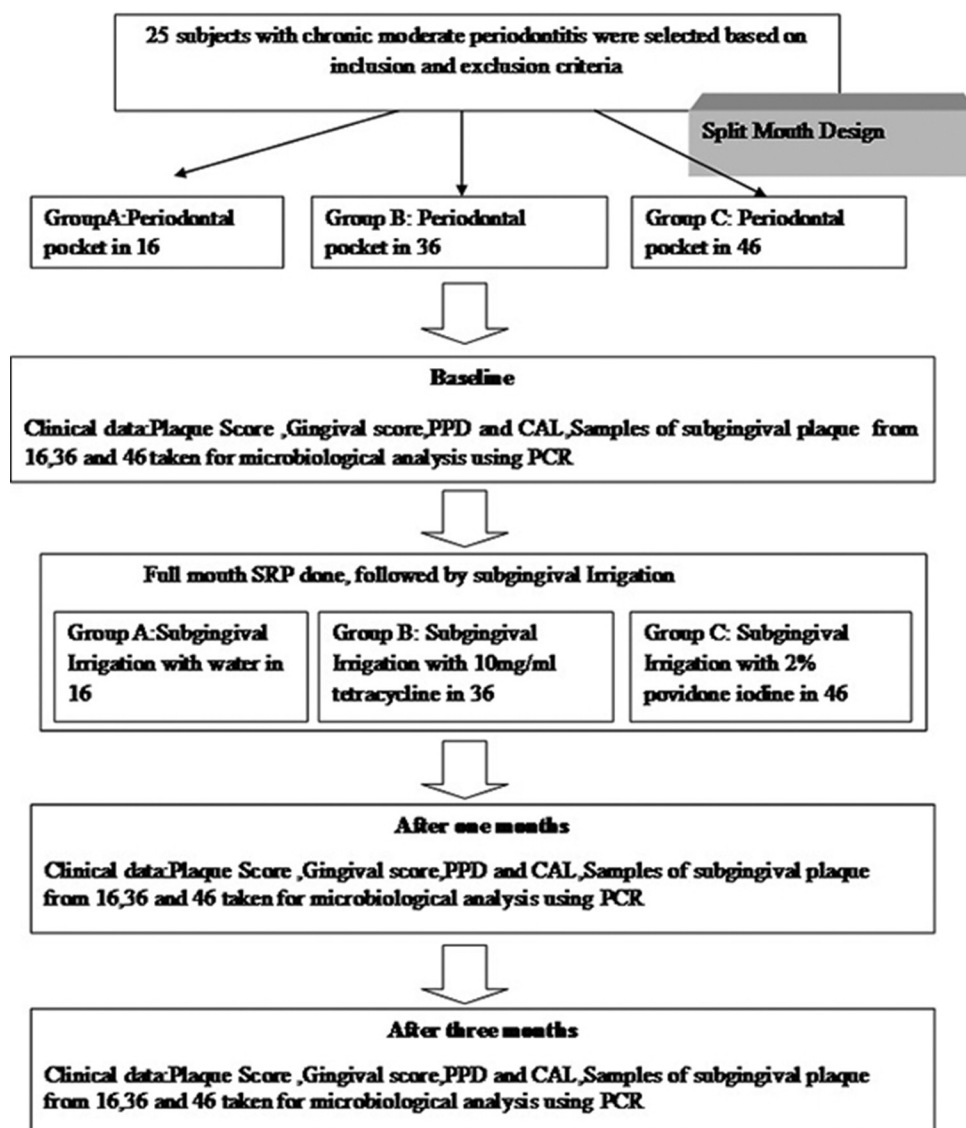 25 subjects with chronic moderate periodontitis were selected based on
inclusion and exclusion criteria
Split Mouth Design
GroupA:Periodontal
pocket in 16
Group B: Periodontal
pocket in 36
Group C: Periodontal
pocket in 46
Baseline
Clinical data:Plaque Score ,Gingival score,PPD and CAL,Samples of subgingival plaque from
16,36 and 46 taken for microbiological analysis using PCR
Full mouth SRP done, followed by subgingival Irrigation
Group A:Subgingival
Irrigation with water in
16
Group B: Subgingival
Irrigation with 10mg/ml
tetracycline in 36
Group C: Subgingival
Irrigation with 2%
povidone iodine in 46
After one months
Clinical data:Plaque Score ,Gingival score,PPD and CAL,Samples of subgingival plaque
from 16,36 and 46 taken for microbiological analysis using PCR
After three months
Clinical data:Plaque Score ,Gingival score,PPD and CAL,Samples of subgingival plaque
from 16,36 and 46 taken for microbiological analysis using PCR